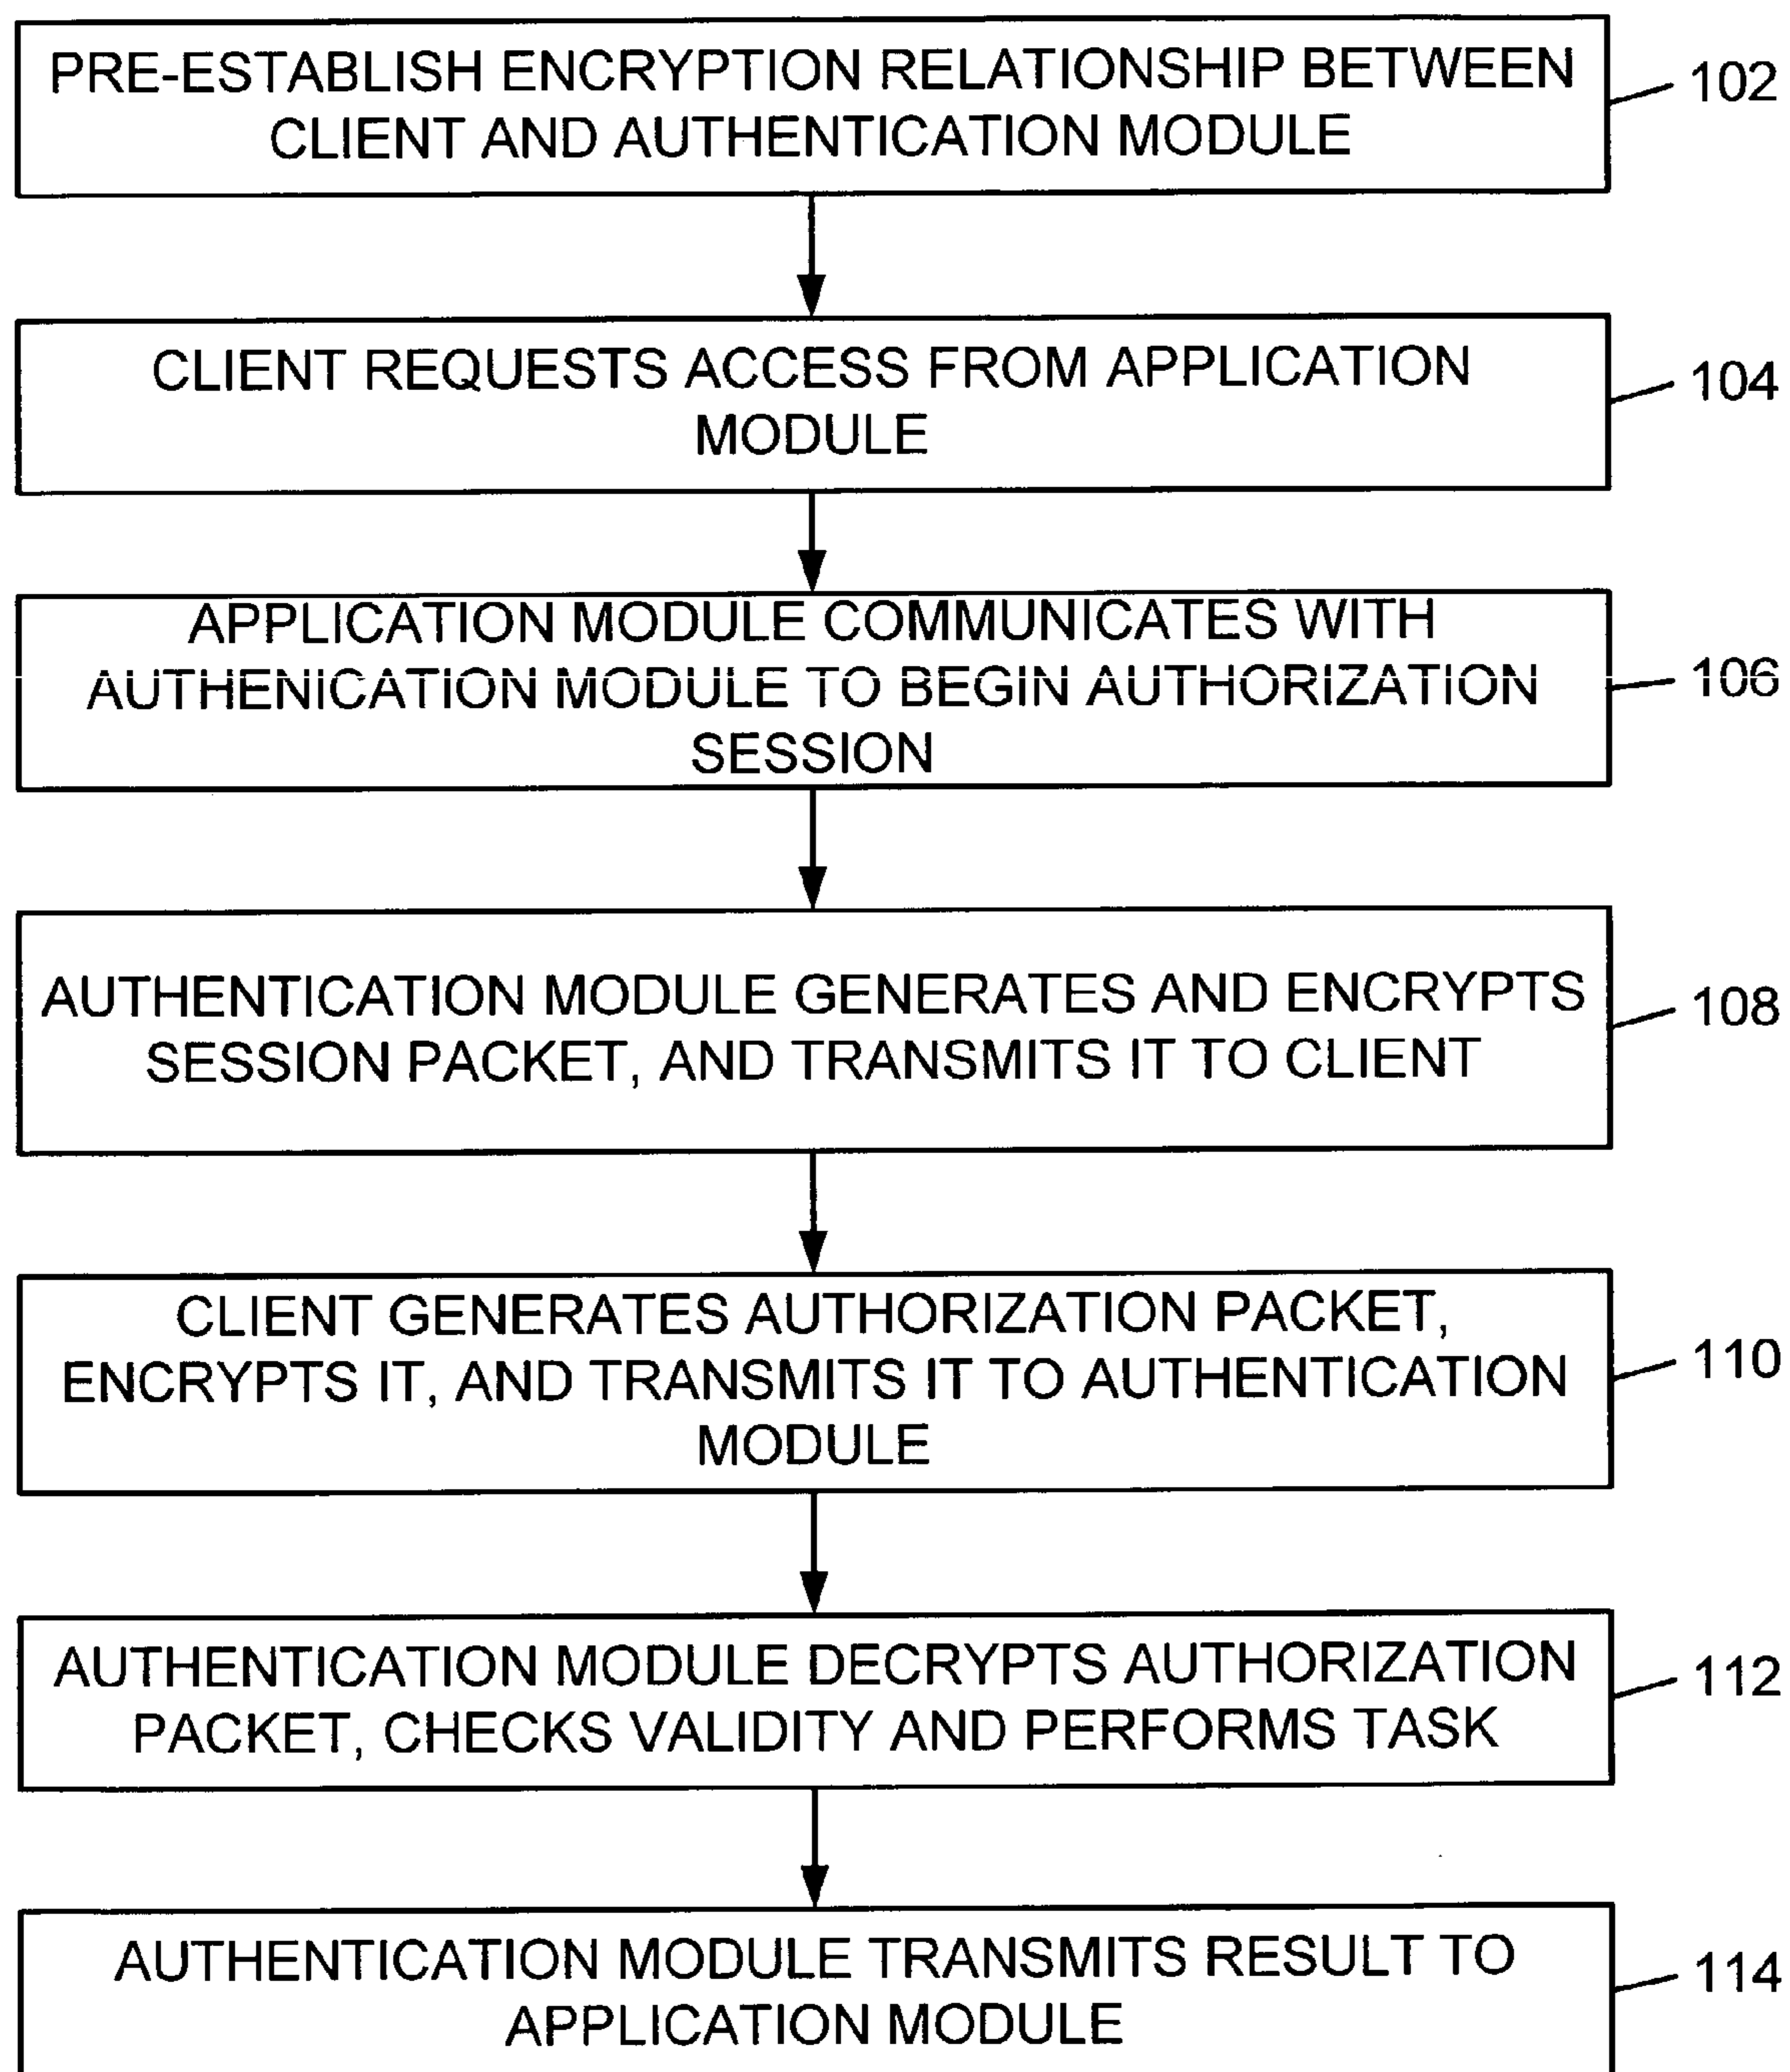 PRE-ESTABLISH ENCRYPTION RELATIONSHIP BETWEEN
CLIENT AND AUTHENTICATION MODULE
102
CLIENT REQUESTS ACCESS FROM APPLICATION
MODULE
104
APPLICATION MODULE COMMUNICATES WITH
AUTHENICATION MODULE TO BEGIN AUTHORIZATION
SESSION
106
AUTHENTICATION MODULE GENERATES AND ENCRYPTS
SESSION PACKET, AND TRANSMITS IT TO CLIENT
108
CLIENT GENERATES AUTHORIZATION PACKET,
ENCRYPTS IT, AND TRANSMITS IT TO AUTHENTICATION
MODULE
110
AUTHENTICATION MODULE DECRYPTS AUTHORIZATION
PACKET, CHECKS VALIDITY AND PERFORMS TASK
112
AUTHENTICATION MODULE TRANSMITS RESULT TO
APPLICATION MODULE
114